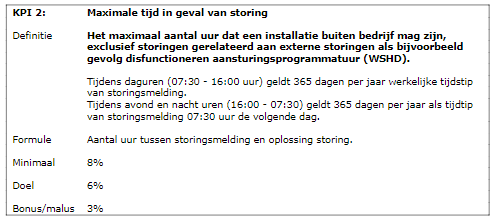 KPI 2: Maximale tijd in geval van storing
Definitie Het maximaal aantal uur dat een installatie buiten bedrijf mag zijn,
exclusief storingen gerelateerd aan externe storingen als bijvoorbeeld
gevolg disfunctioneren aansturingsprogrammatuur (WSHD).
Tijdens daguren (07:30 - 16:00 uur) geldt 365 dagen per jaar werkelijke tijdstip
van storingsmelding.
Tijdens avond en nacht uren (16:00 - 07:30) geldt 365 dagen per jaar als tijdtip
van storingsmelding 07:30 uur de volgende dag.
Formule Aantal uur tussen storingsmelding en oplossing storing.
Minimaal 8%
Doel 6%
Bonus/malus 3%